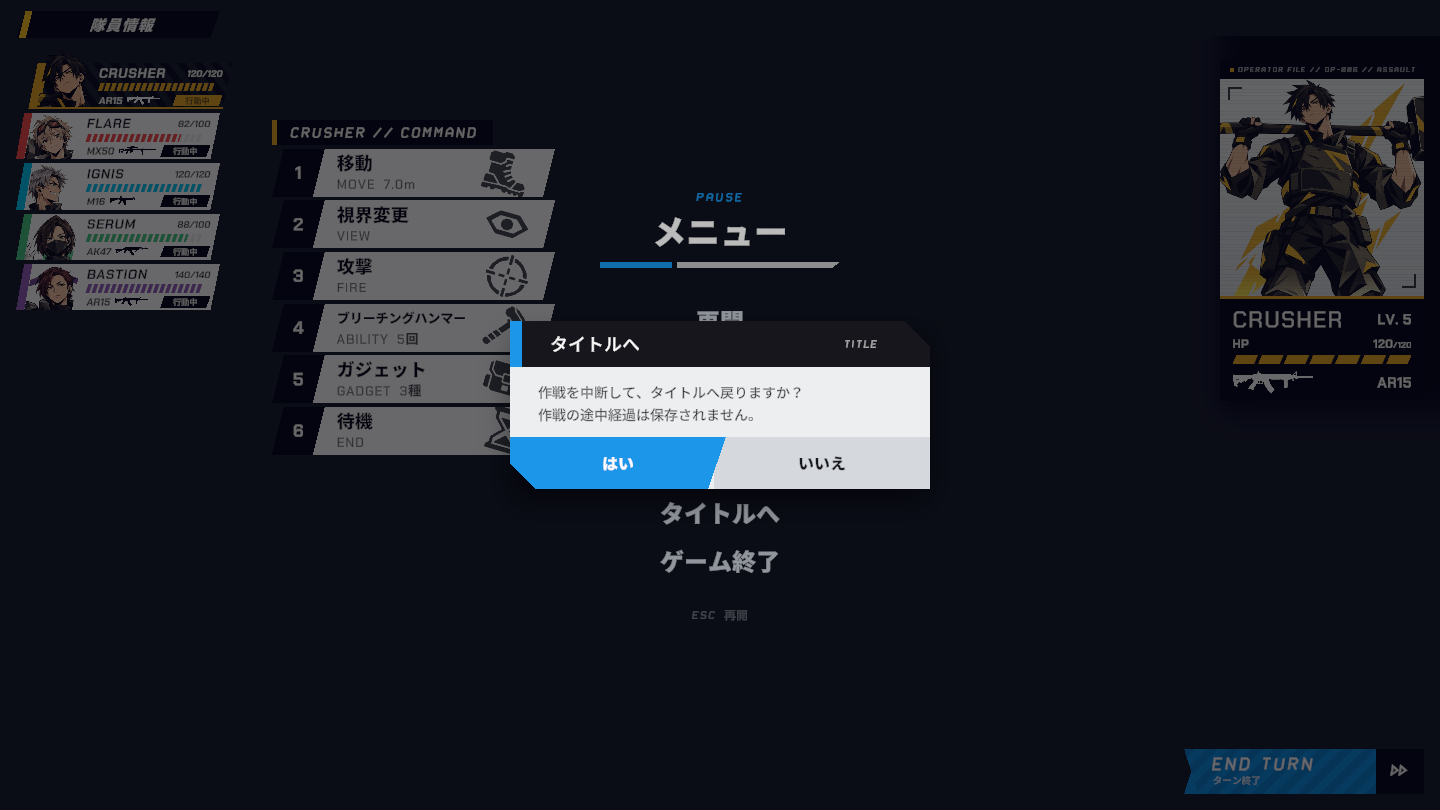 隊員情報
CRUSHER 120/120
AR15 行動中
FLARE 82/100
MX50 行動中
IGNIS 120/120
M16 行動中
SERUM 88/100
AK47 行動中
BASTION 140/140
AR15 行動中
CRUSHER // COMMAND
1 移動
MOVE 7.0m
2 視界変更
VIEW
3 攻撃
FIRE
4 ブリーチングハンマー
ABILITY 5回
5 ガジェット
GADGET 3種
6 待機
END
PAUSE
メニュー
再開
タイトルへ TITLE
作戦を中断して、タイトルへ戻りますか？
作戦の途中経過は保存されません。
はい いいえ
タイトルへ
ゲーム終了
ESC 再開
OPERATOR FILE // OP-006 // ASSAULT
CRUSHER LV. 5
HP 120/120
AR15
END TURN
ターン終了